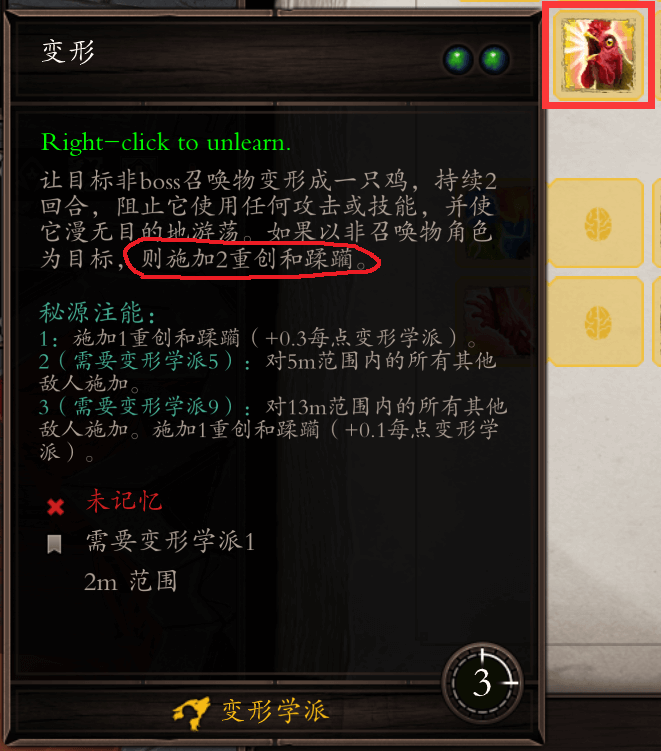 变形
Right-click to unlearn.
让目标非boss召唤物变形成一只鸡，持续2
回合，阻止它使用任何攻击或技能，并使
它漫无目的地游荡。如果以非召唤物角色
为目标，则施加2重创和蹂躏。
秘源注能：
1：施加1重创和蹂躏（+0.3每点变形学派）。
2（需要变形学派5）：对5m范围内的所有其他
敌人施加。
3（需要变形学派9）：对13m范围内的所有其他
敌人施加。施加1重创和蹂躏（+0.1每点变形学
派）。
未记忆
需要变形学派1
2m 范围
3
变形学派